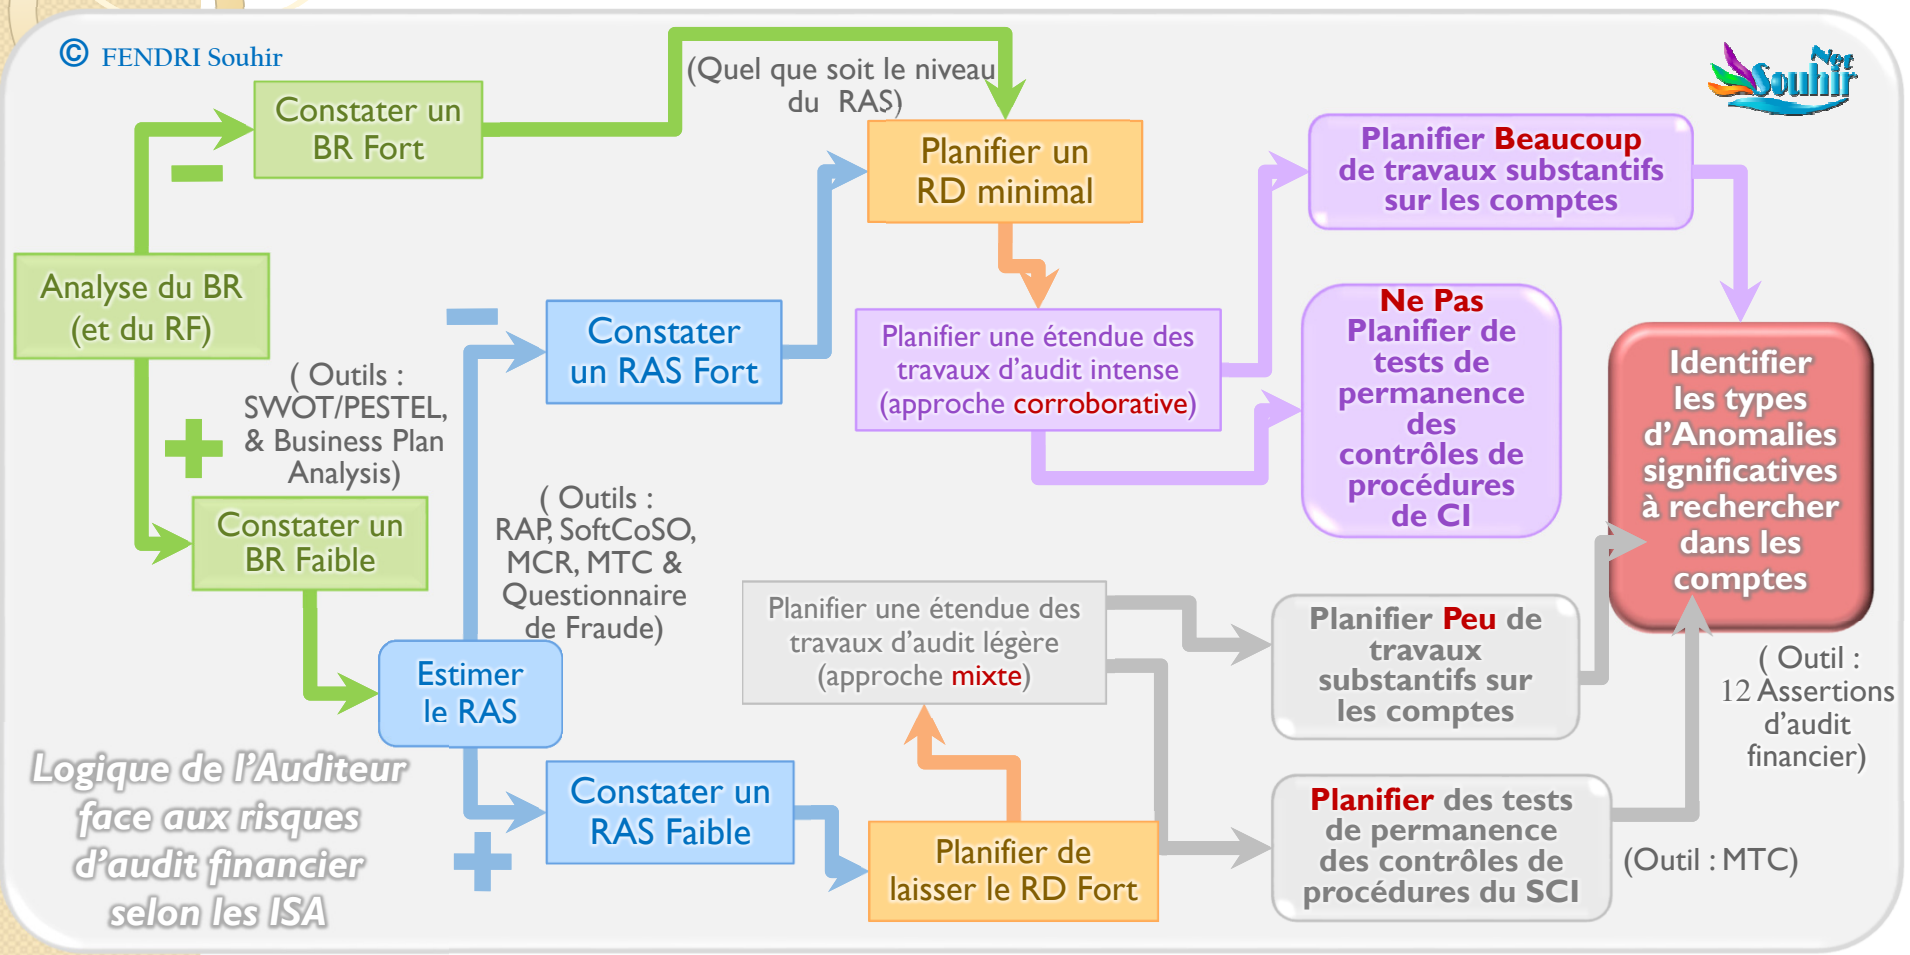 © FENDRI Souhir
Net
Souhir
(Quel que soit le niveau
du RAS)
Constater un
BR Fort
Planifier un
RD minimal
Planifier Beaucoup
de travaux substantifs
sur les comptes
Analyse du BR
(et du RF)
( Outils :
SWOT/PESTEL,
& Business Plan
Analysis)
Constater
un RAS Fort
Planifier une étendue des
travaux d'audit intense
(approche corroborative)
Ne Pas
Planifier de
tests de
permanence
des
contrôles de
procédures
de CI
Identifier
les types
d'Anomalies
significatives
à rechercher
dans les
comptes
Constater un
BR Faible
( Outils :
RAP, SoftCoSO,
MCR, MTC &
Questionnaire
de Fraude)
Estimer
le RAS
Planifier une étendue des
travaux d'audit légère
(approche mixte)
Planifier Peu de
travaux
substantifs sur
les comptes
( Outil :
12 Assertions
d'audit
financier)
Logique de l'Auditeur
face aux risques
d'audit financier
selon les ISA
Constater un
RAS Faible
Planifier de
laisser le RD Fort
Planifier des tests
de permanence
des contrôles de
procédures du SCI
(Outil : MTC)